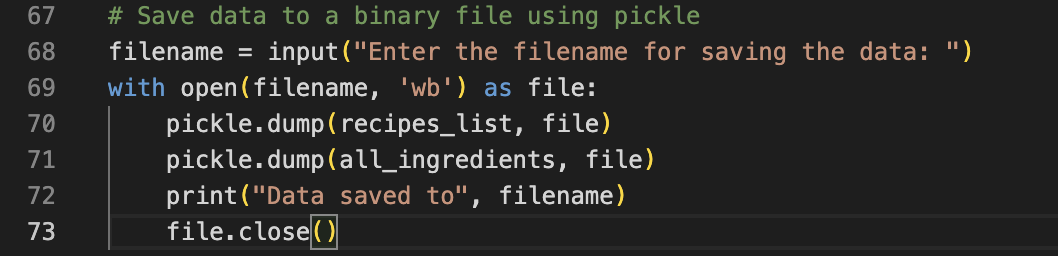 67 # Save data to a binary file using pickle
68 filename = input("Enter the filename for saving the data: ")
69 with open(filename, 'wb') as file:
70     pickle.dump(recipes_list, file)
71     pickle.dump(all_ingredients, file)
72     print("Data saved to", filename)
73     file.close()